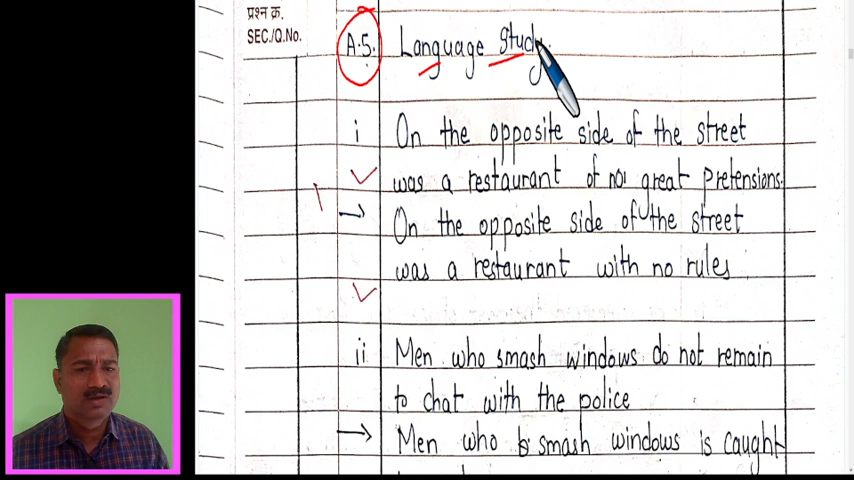 प्रश्न क्र.
SEC./Q.No.
A.5. Language Study.
i On the opposite side of the street
was a restaurant of no great pretensions.
→ On the opposite side of the street
was a restaurant with no rules
ii Men who smash windows do not remain
to chat with the police
→ Men who smash windows is caught